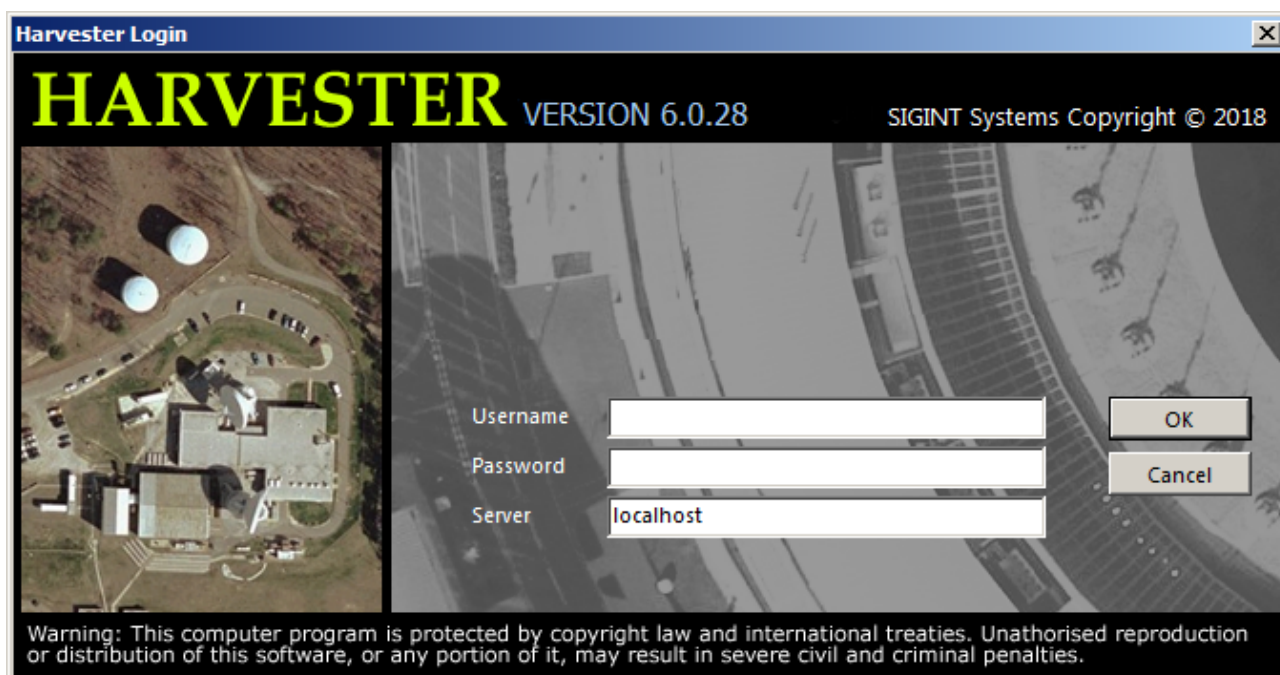 Harvester Login
HARVESTER VERSION 6.0.28 SIGINT Systems Copyright © 2018
Username
OK
Password
Cancel
Server localhost
Warning: This computer program is protected by copyright law and international treaties. Unathorised reproduction
or distribution of this software, or any portion of it, may result in severe civil and criminal penalties.